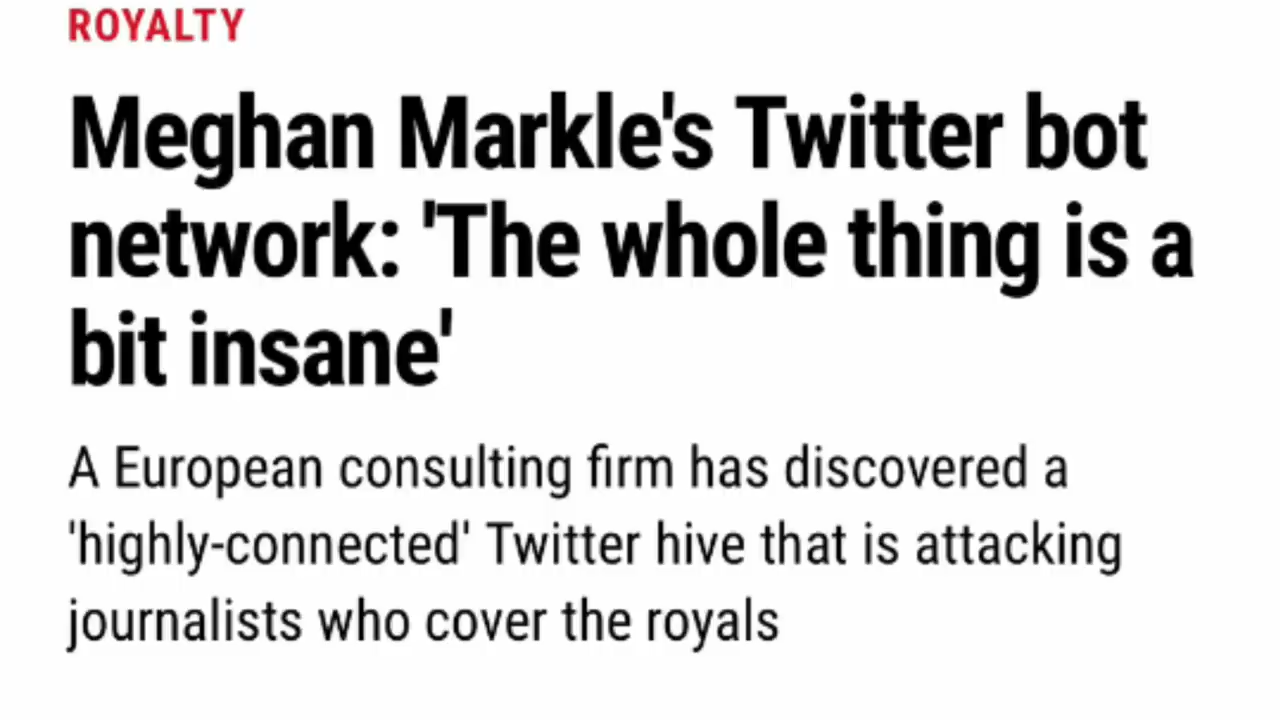 ROYALTY
Meghan Markle's Twitter bot
network: 'The whole thing is a
bit insane'
A European consulting firm has discovered a
'highly-connected' Twitter hive that is attacking
journalists who cover the royals